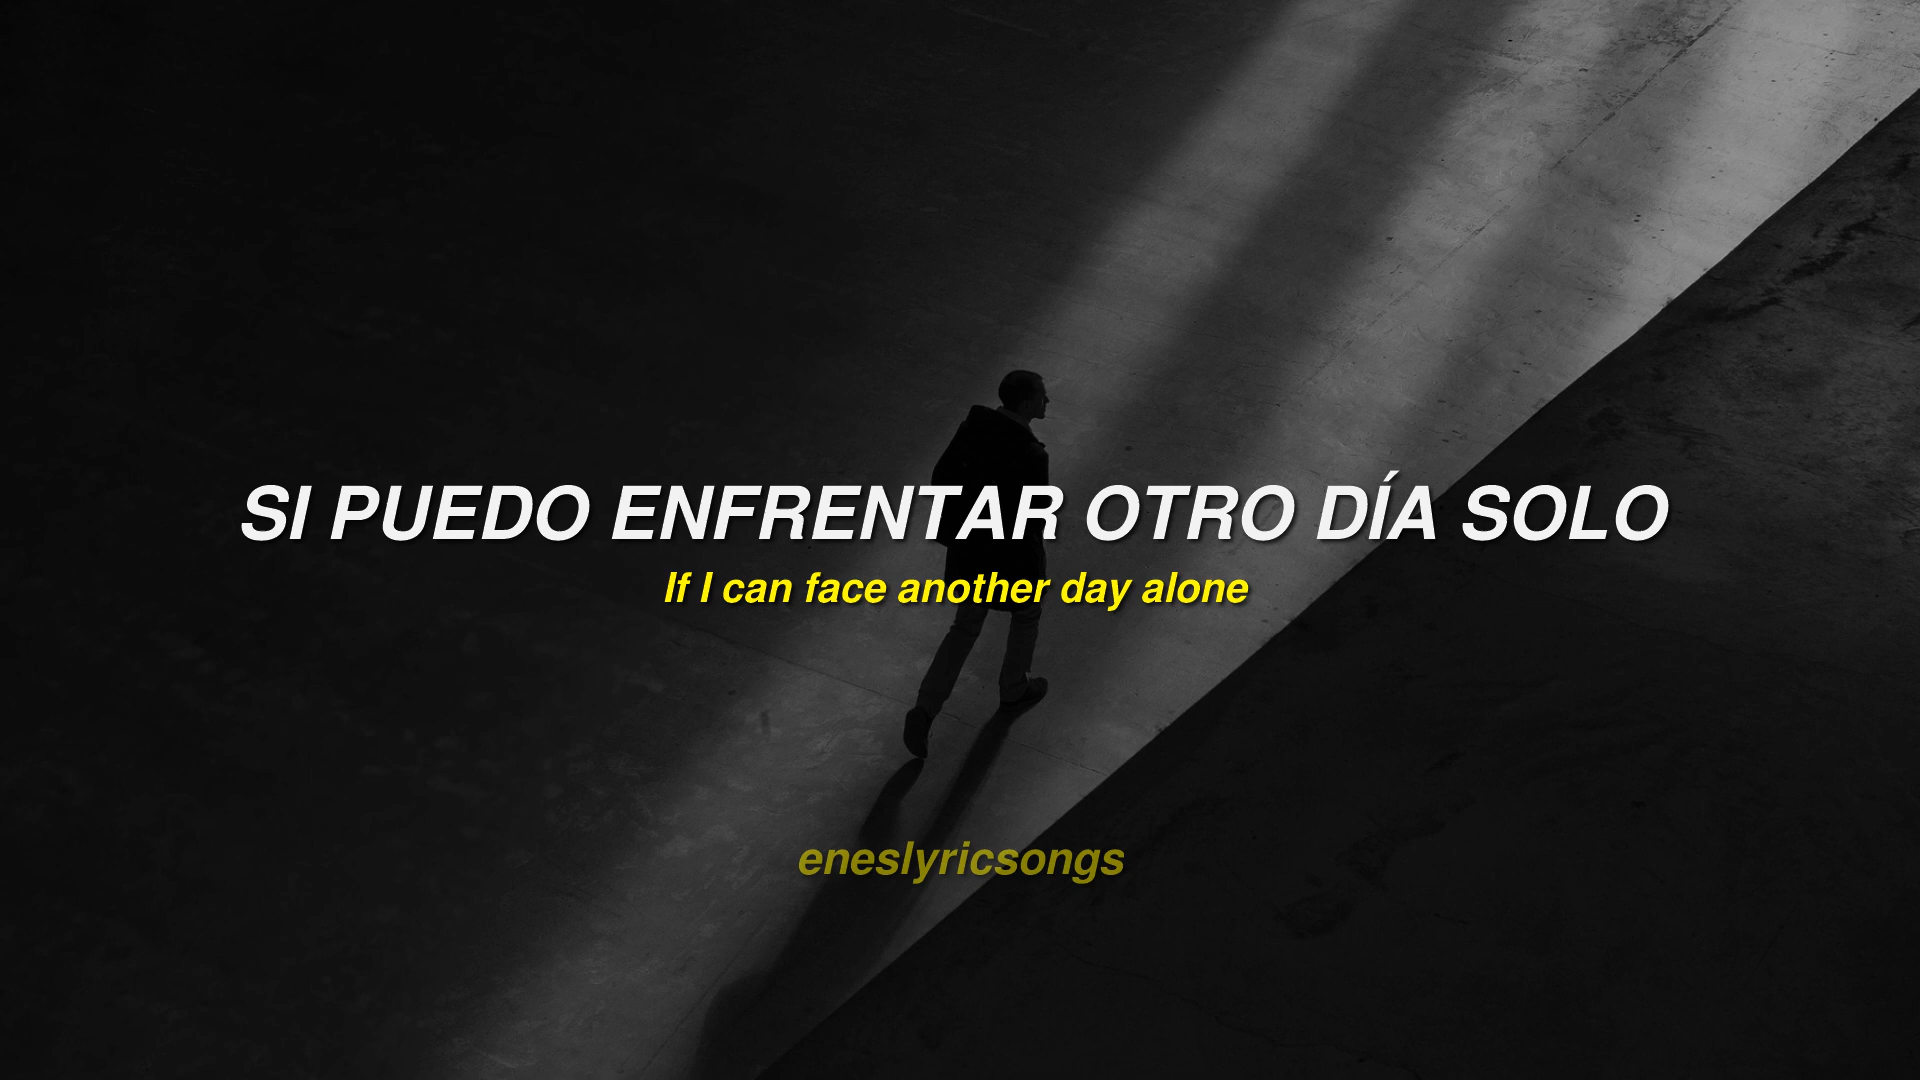 SI PUEDO ENFRENTAR OTRO DÍA SOLO
If I can face another day alone
eneslyricsongs